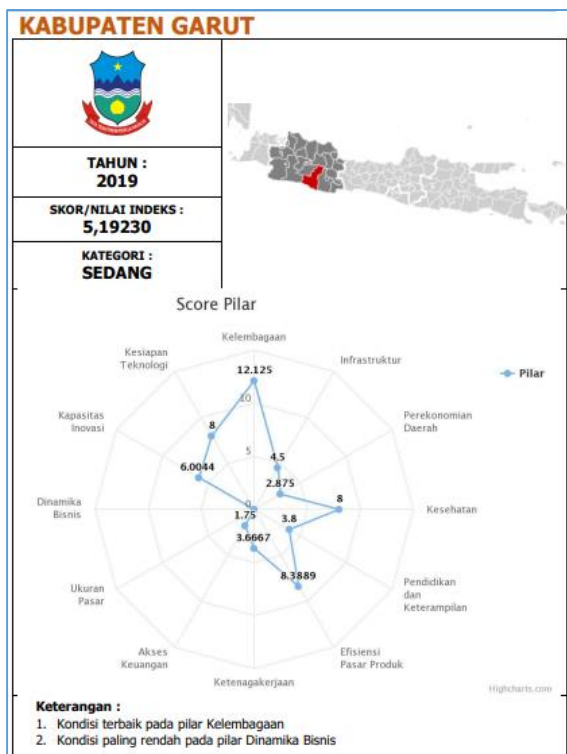 KABUPATEN GARUT
TAHUN :
2019
SKOR/NILAI INDEKS :
5,19230
KATEGORI :
SEDANG
Score Pilar
Kelembagaan
Kesiapan
Teknologi
Infrastruktur
12.125
Pilar
10
Kapasitas
Inovasi
8
Perekonomian
Daerah
5
4.5
6.0044
2.875
Dinamika
Bisnis
0
8
Kesehatan
1.75
3.8
3.6667
8.3889
Ukuran
Pasar
Pendidikan
dan
Keterampilan
Akses
Keuangan
Efisiensi
Pasar Produk
Ketenagakerjaan
Highcharts.com
Keterangan :
1. Kondisi terbaik pada pilar Kelembagaan
2. Kondisi paling rendah pada pilar Dinamika Bisnis